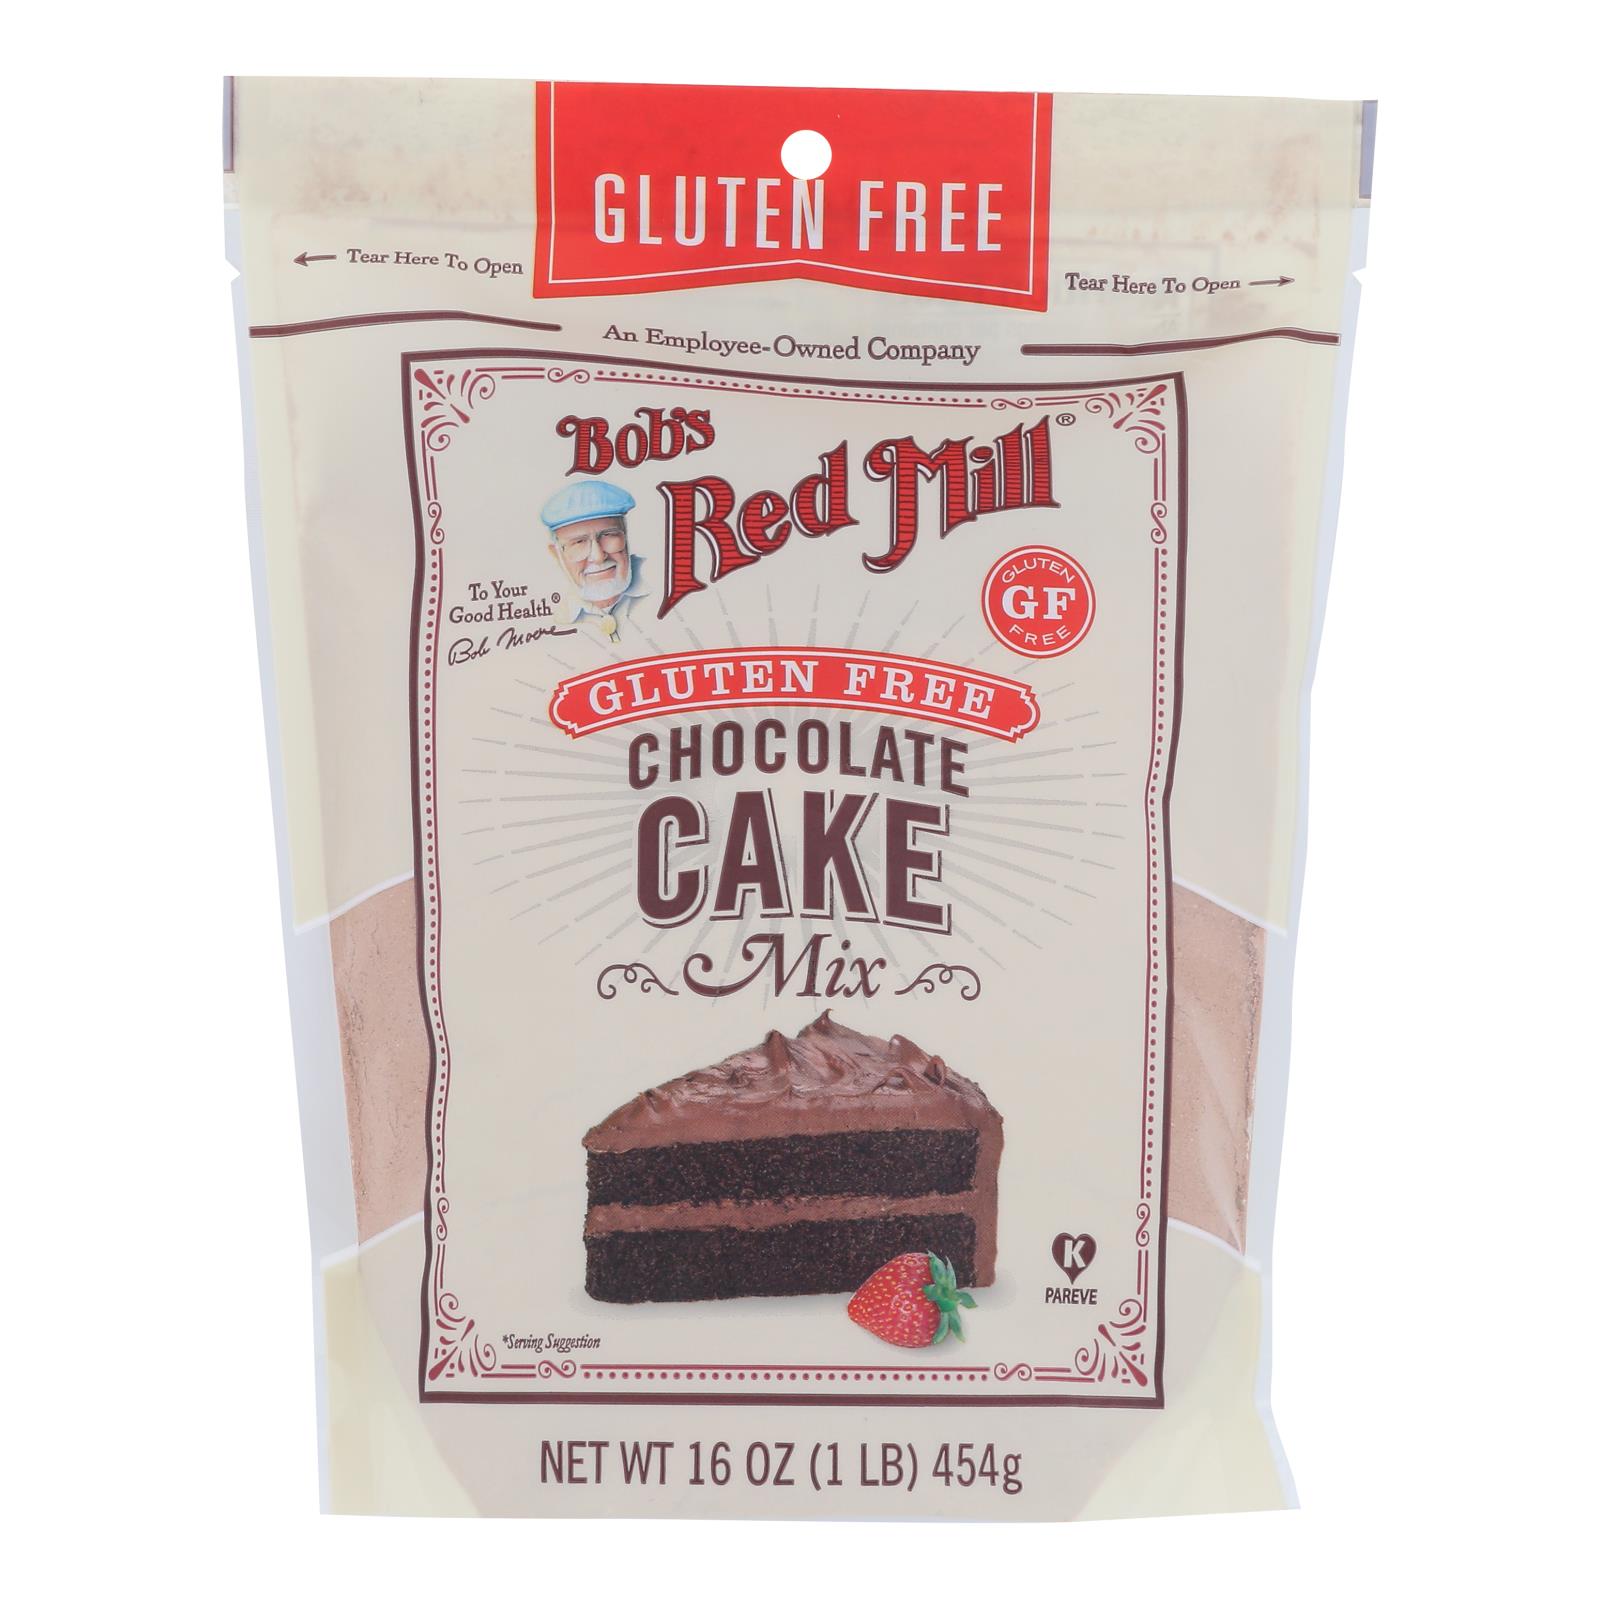 GLUTEN FREE
← Tear Here To Open
Tear Here To Open →
An Employee-Owned Company
Bob's
Red Mill®
To Your
Good Health®
Bob Moore
GLUTEN
GF
FREE
GLUTEN FREE
CHOCOLATE
CAKE
Mix
K
PAREVE
*Serving Suggestion
NET WT 16 OZ (1 LB) 454g